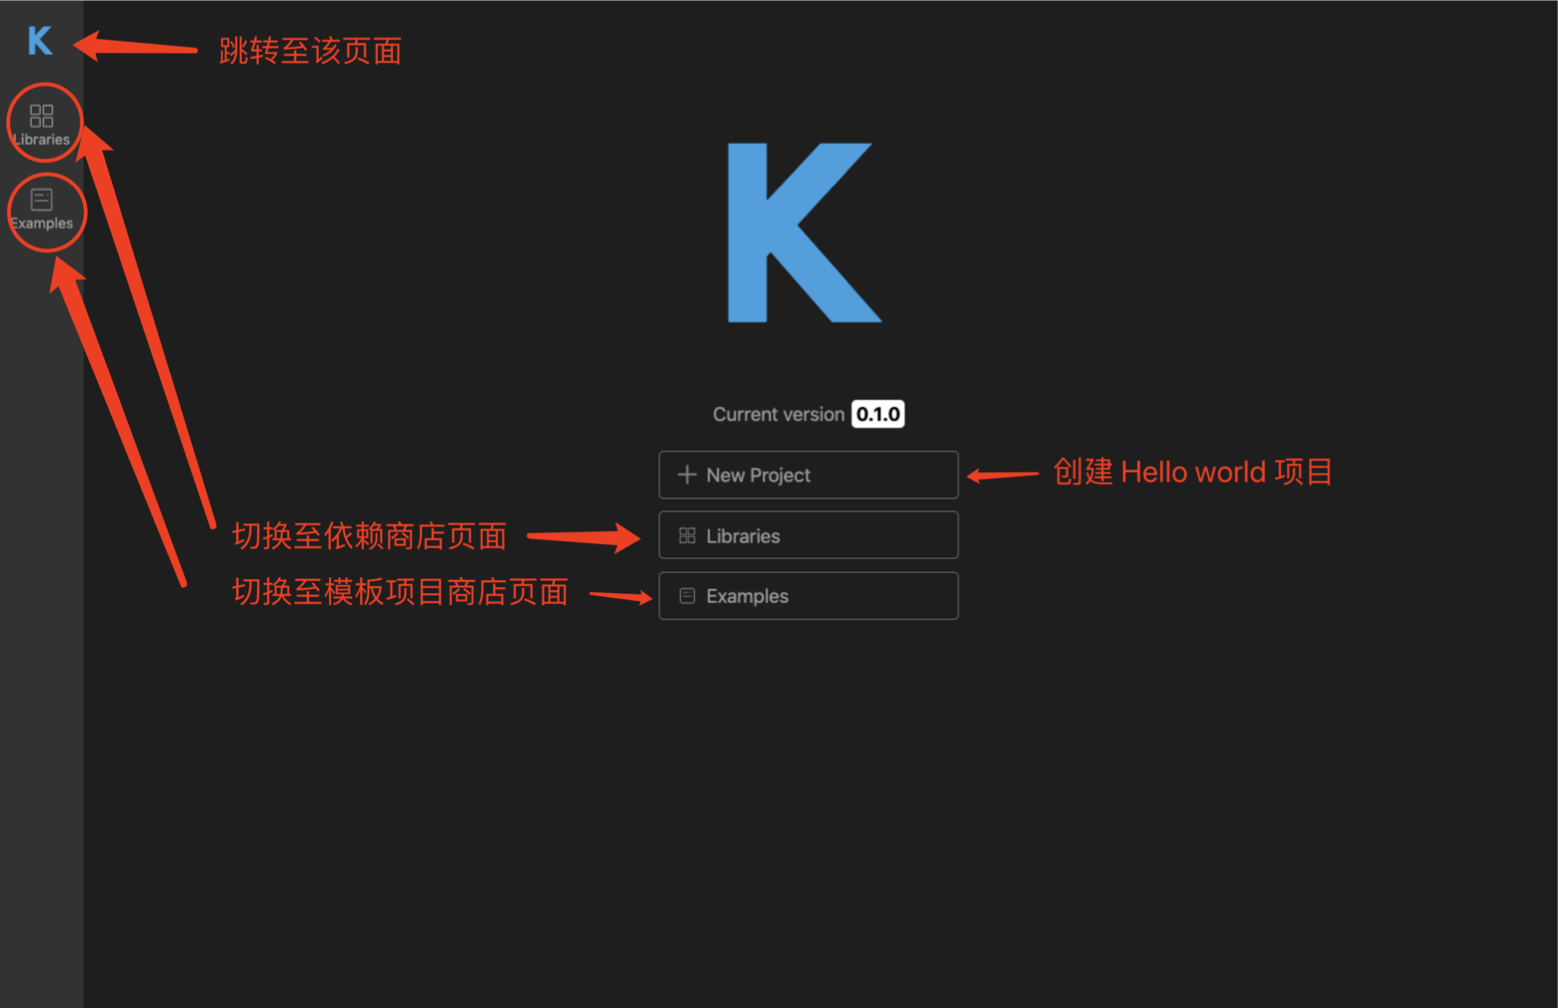 K
跳转至该页面
Libraries
Examples
K
Current version 0.1.0
New Project
创建 Hello world 项目
切换至依赖商店页面
Libraries
切换至模板项目商店页面
Examples